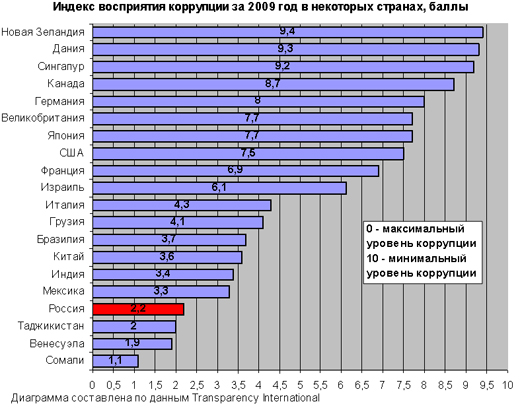 Индекс восприятия коррупции за 2009 год в некоторых странах, баллы
Новая Зеландия 9,4
Дания 9,3
Сингапур 9,2
Канада 8,7
Германия 8
Великобритания 7,7
Япония 7,7
США 7,5
Франция 6,9
Израиль 6,1
Италия 4,3
Грузия 4,1
Бразилия 3,7
Китай 3,6
Индия 3,4
Мексика 3,3
Россия 2,2
Таджикистан 2
Венесуэла 1,9
Сомали 1,1
0 - максимальный
уровень коррупции
10 - минимальный
уровень коррупции
0 0,5 1 1,5 2 2,5 3 3,5 4 4,5 5 5,5 6 6,5 7 7,5 8 8,5 9 9,5 10
Диаграмма составлена по данным Transparency International